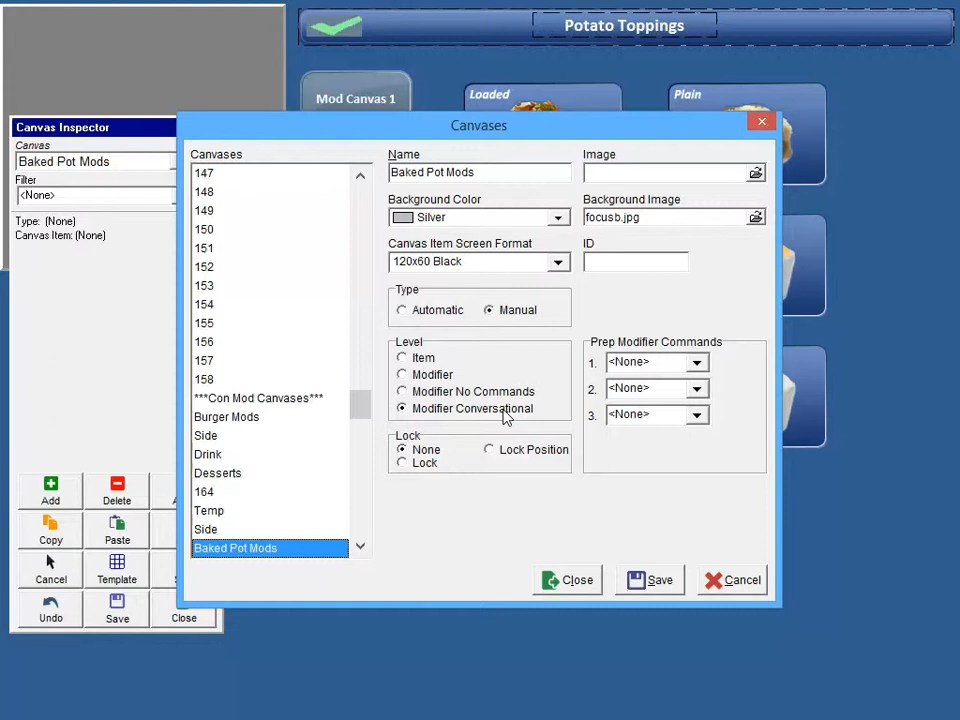 Potato Toppings
Mod Canvas 1
Loaded
Plain
Canvas Inspector
Canvas
Baked Pot Mods
Filter
<None>
Type: (None)
Canvas Item: (None)
Add
Delete
Copy
Paste
Cancel
Template
Undo
Save
Close
Canvases
Canvases
147
148
149
150
151
152
153
154
155
156
157
158
***Con Mod Canvases***
Burger Mods
Side
Drink
Desserts
164
Temp
Side
Baked Pot Mods
Name
Baked Pot Mods
Image
Background Color
Silver
Background Image
focusb.jpg
Canvas Item Screen Format
120x60 Black
ID
Type
Automatic
Manual
Level
Item
Modifier
Modifier No Commands
Modifier Conversational
Prep Modifier Commands
1. <None>
2. <None>
3. <None>
Lock
None
Lock Position
Lock
Close
Save
Cancel